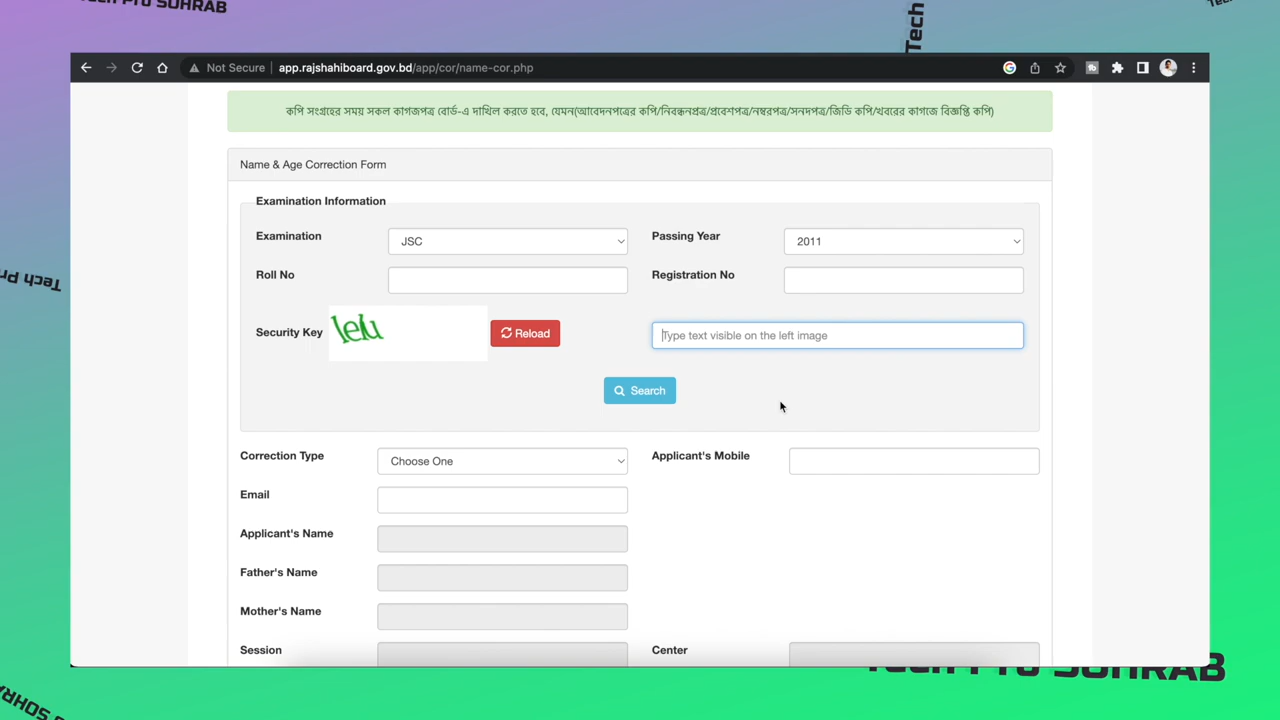 Tech Pro SOHRAB
Tech
Not Secure
app.rajshahiboard.gov.bd/app/cor/name-cor.php
কপি সংগ্রহের সময় সকল কাগজপত্র বোর্ড-এ দাখিল করতে হবে, যেমন(আবেদনপত্রের কপি/নিবন্ধনপত্র/প্রবেশপত্র/নম্বরপত্র/সনদপত্র/জিডি কপি/খবরের কাগজে বিজ্ঞপ্তি কপি)
Name & Age Correction Form
Examination Information
Examination
JSC
Passing Year
2011
Roll No
Registration No
Security Key
Reload
Type text visible on the left image
Search
Correction Type
Choose One
Applicant's Mobile
Email
Applicant's Name
Father's Name
Mother's Name
Session
Center
Tech Pro SOHRAB